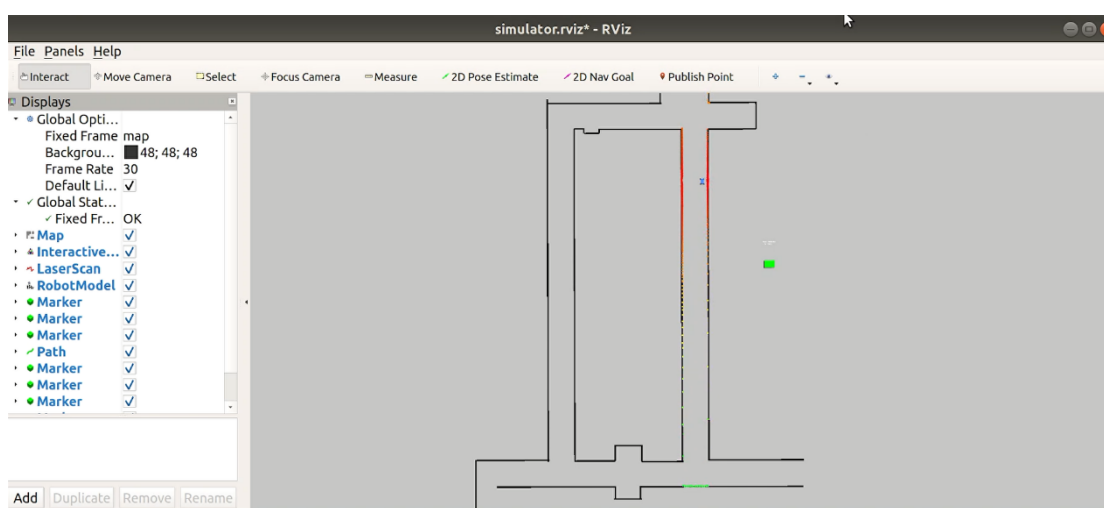 simulator.rviz* - RViz
File Panels Help
Interact Move Camera Select Focus Camera Measure 2D Pose Estimate 2D Nav Goal Publish Point
Displays
Global Opti...
Fixed Frame map
Backgrou... 48; 48; 48
Frame Rate 30
Default Li...
Global Stat...
Fixed Fr... OK
Map
Interactive...
LaserScan
RobotModel
Marker
Marker
Marker
Path
Marker
Marker
Marker
Add Duplicate Remove Rename